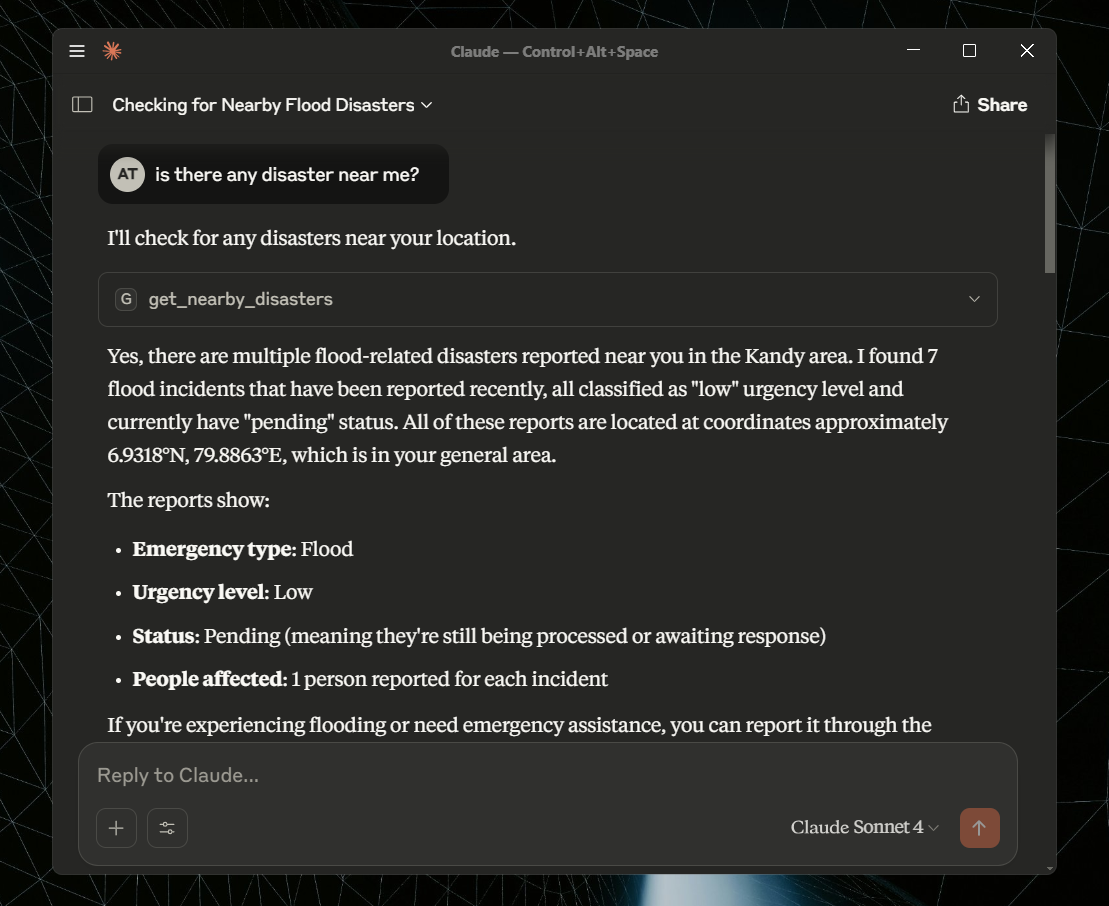 Claude — Control+Alt+Space
Checking for Nearby Flood Disasters
Share
AT
is there any disaster near me?
I'll check for any disasters near your location.
G get_nearby_disasters
Yes, there are multiple flood-related disasters reported near you in the Kandy area. I found 7
flood incidents that have been reported recently, all classified as "low" urgency level and
currently have "pending" status. All of these reports are located at coordinates approximately
6.9318°N, 79.8863°E, which is in your general area.
The reports show:
• Emergency type: Flood
• Urgency level: Low
• Status: Pending (meaning they're still being processed or awaiting response)
• People affected: 1 person reported for each incident
If you're experiencing flooding or need emergency assistance, you can report it through the
Reply to Claude...
Claude Sonnet 4